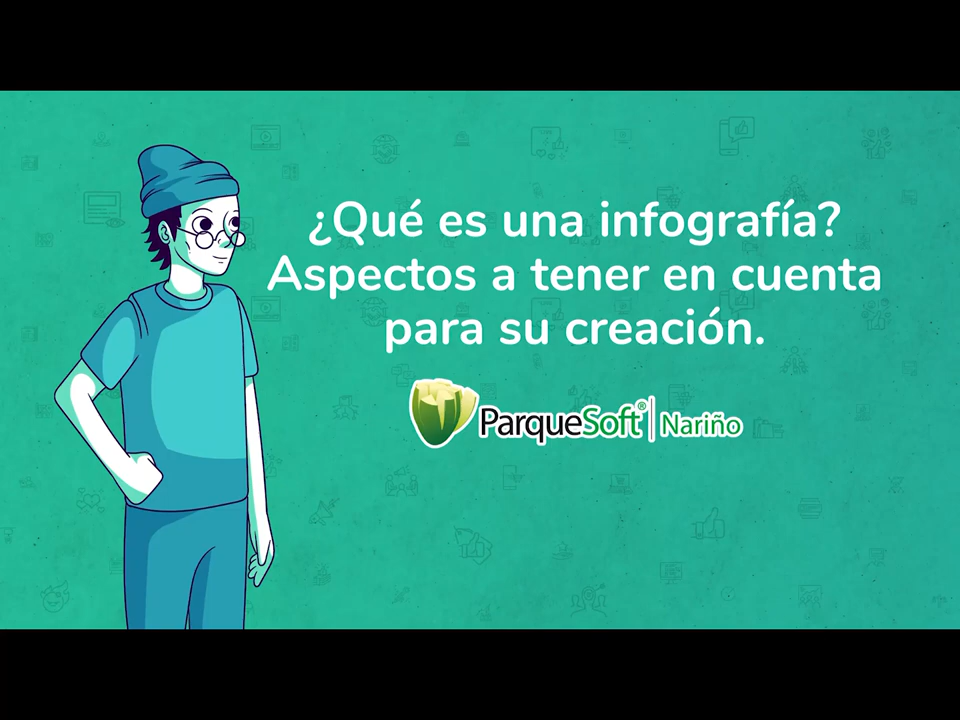 ¿Qué es una infografía?
Aspectos a tener en cuenta
para su creación.
ParqueSoft® Nariño